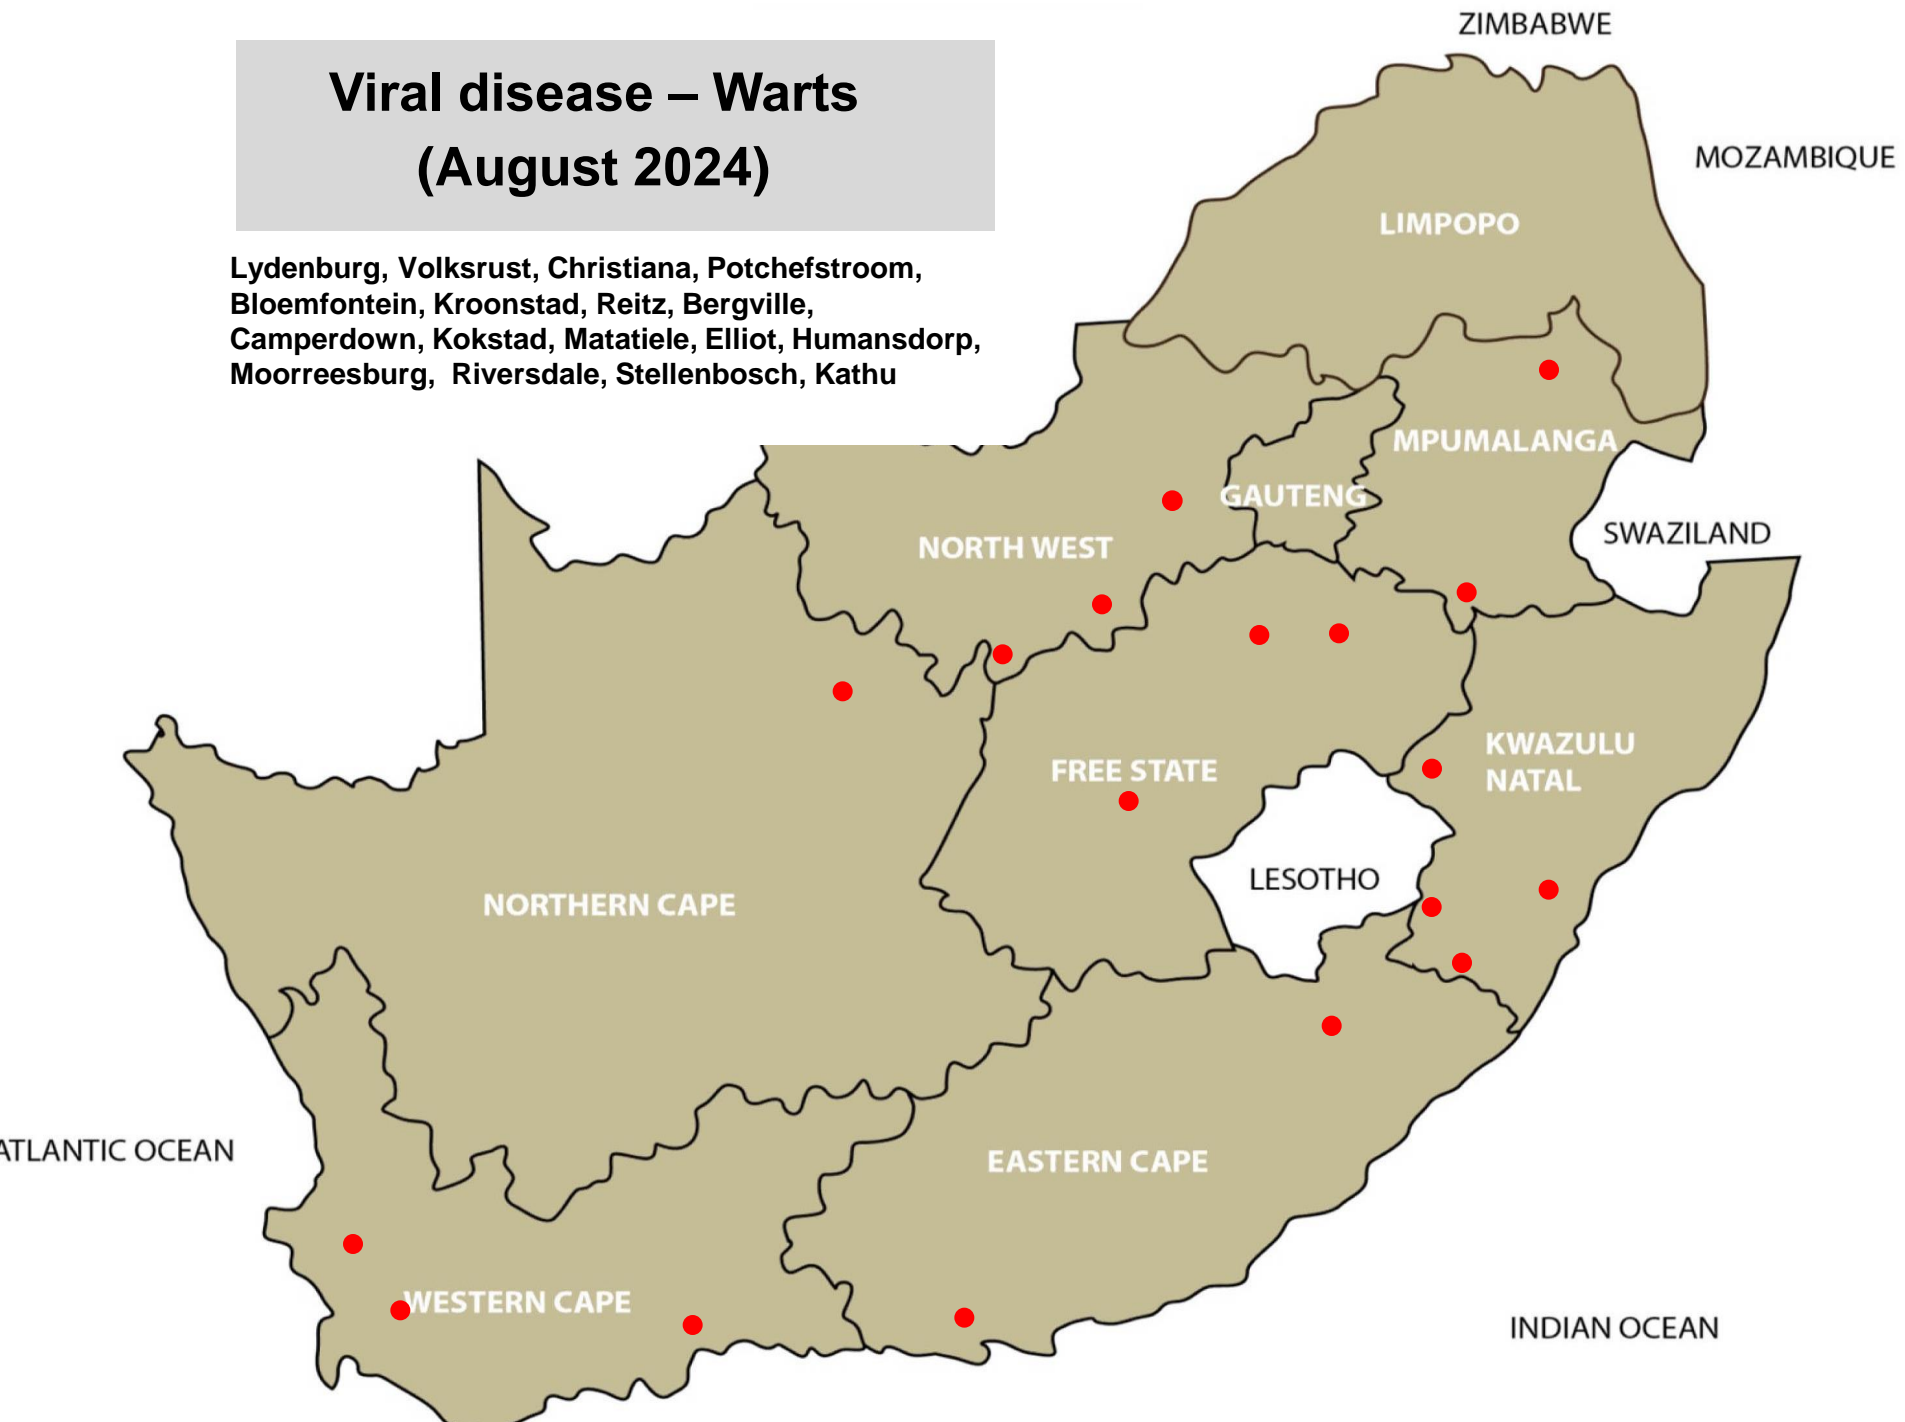 Viral disease – Warts
(August 2024)
Lydenburg, Volksrust, Christiana, Potchefstroom,
Bloemfontein, Kroonstad, Reitz, Bergville,
Camperdown, Kokstad, Matatiele, Elliot, Humansdorp,
Moorreesburg, Riversdale, Stellenbosch, Kathu
ZIMBABWE
MOZAMBIQUE
LIMPOPO
MPUMALANGA
GAUTENG
SWAZILAND
NORTH WEST
KWAZULU
NATAL
FREE STATE
LESOTHO
NORTHERN CAPE
ATLANTIC OCEAN
EASTERN CAPE
WESTERN CAPE
INDIAN OCEAN